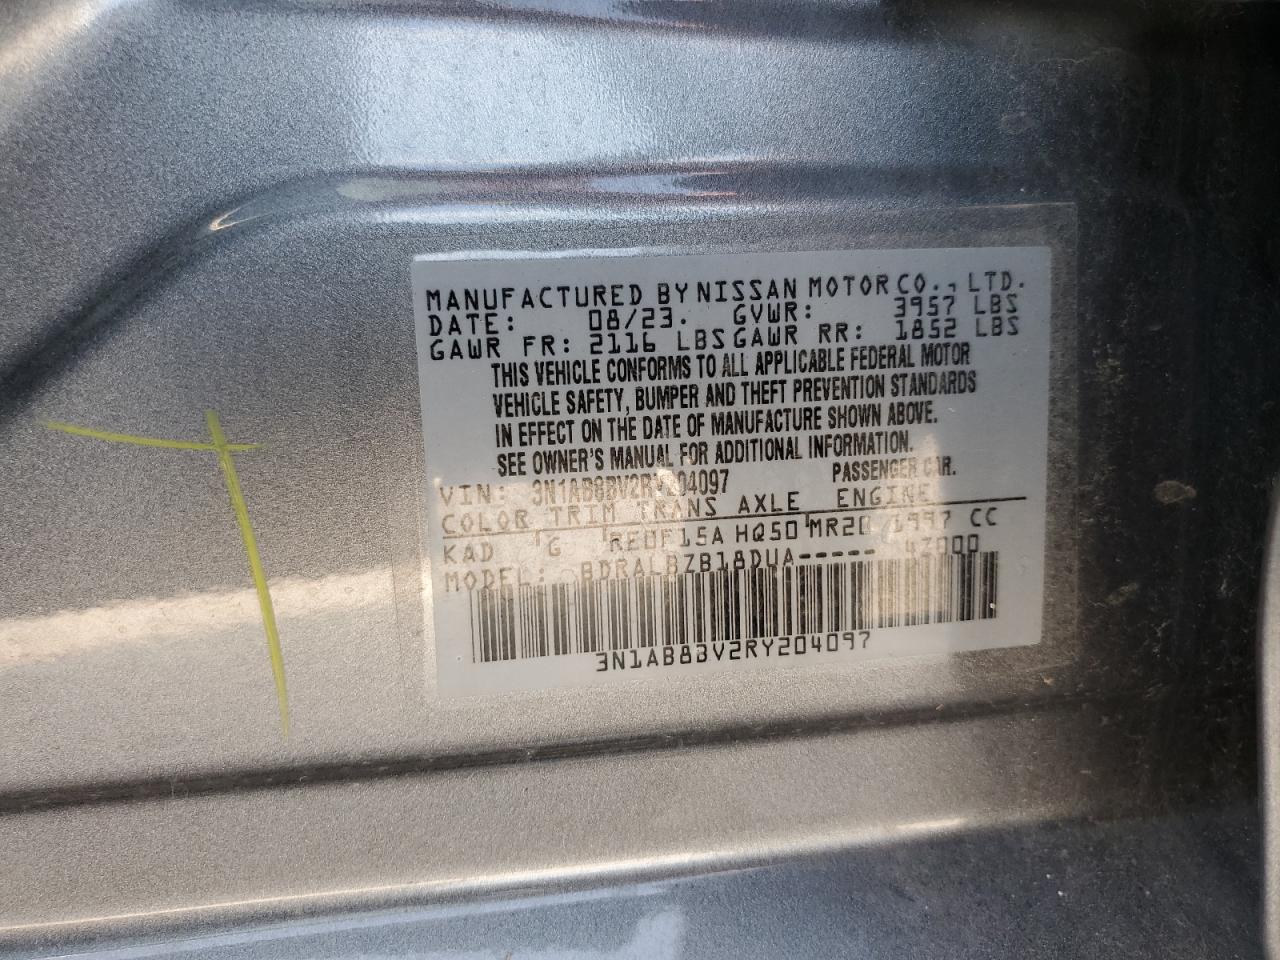 MANUFACTURED BY NISSAN MOTOR CO., LTD.
DATE: 08/23. GVWR: 3957 LBS
GAWR FR: 2116 LBS GAWR RR: 1852 LBS
THIS VEHICLE CONFORMS TO ALL APPLICABLE FEDERAL MOTOR
VEHICLE SAFETY, BUMPER AND THEFT PREVENTION STANDARDS
IN EFFECT ON THE DATE OF MANUFACTURE SHOWN ABOVE.
SEE OWNER'S MANUAL FOR ADDITIONAL INFORMATION.
VIN: 3N1AB8BV2RY204097 PASSENGER CAR.
COLOR TRIM TRANS AXLE ENGINE
KAD G RE0F15A HQ50 MR20 /1997 CC
MODEL: BDRALBZB18DUA----- 4Z000
3N1AB8BV2RY204097